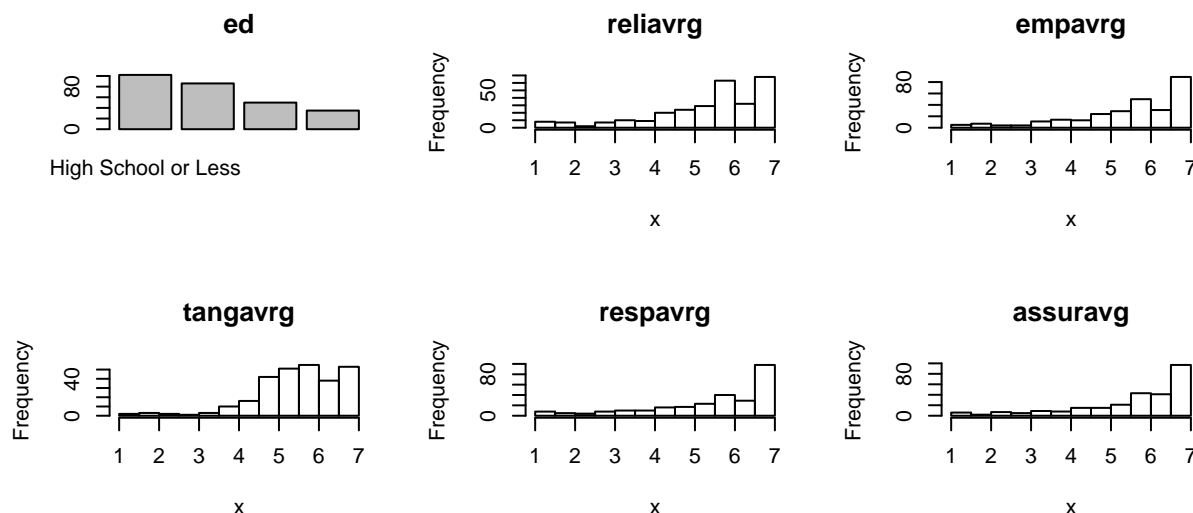 ed
80
0
High School or Less
reliavrg
Frequency
50
0
1 2 3 4 5 6 7
x
empavrg
Frequency
80
0
1 2 3 4 5 6 7
x
tangavrg
Frequency
40
0
1 2 3 4 5 6 7
x
respavrg
Frequency
80
0
1 2 3 4 5 6 7
x
assuravg
Frequency
80
0
1 2 3 4 5 6 7
x